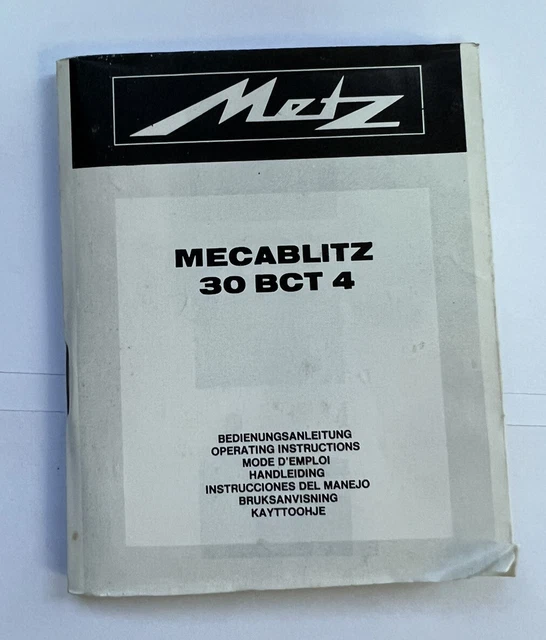 Metz
MECABLITZ
30 BCT 4
BEDIENUNGSANLEITUNG
OPERATING INSTRUCTIONS
MODE D'EMPLOI
HANDLEIDING
INSTRUCCIONES DEL MANEJO
BRUKSANVISNING
KAYTTOOHJE